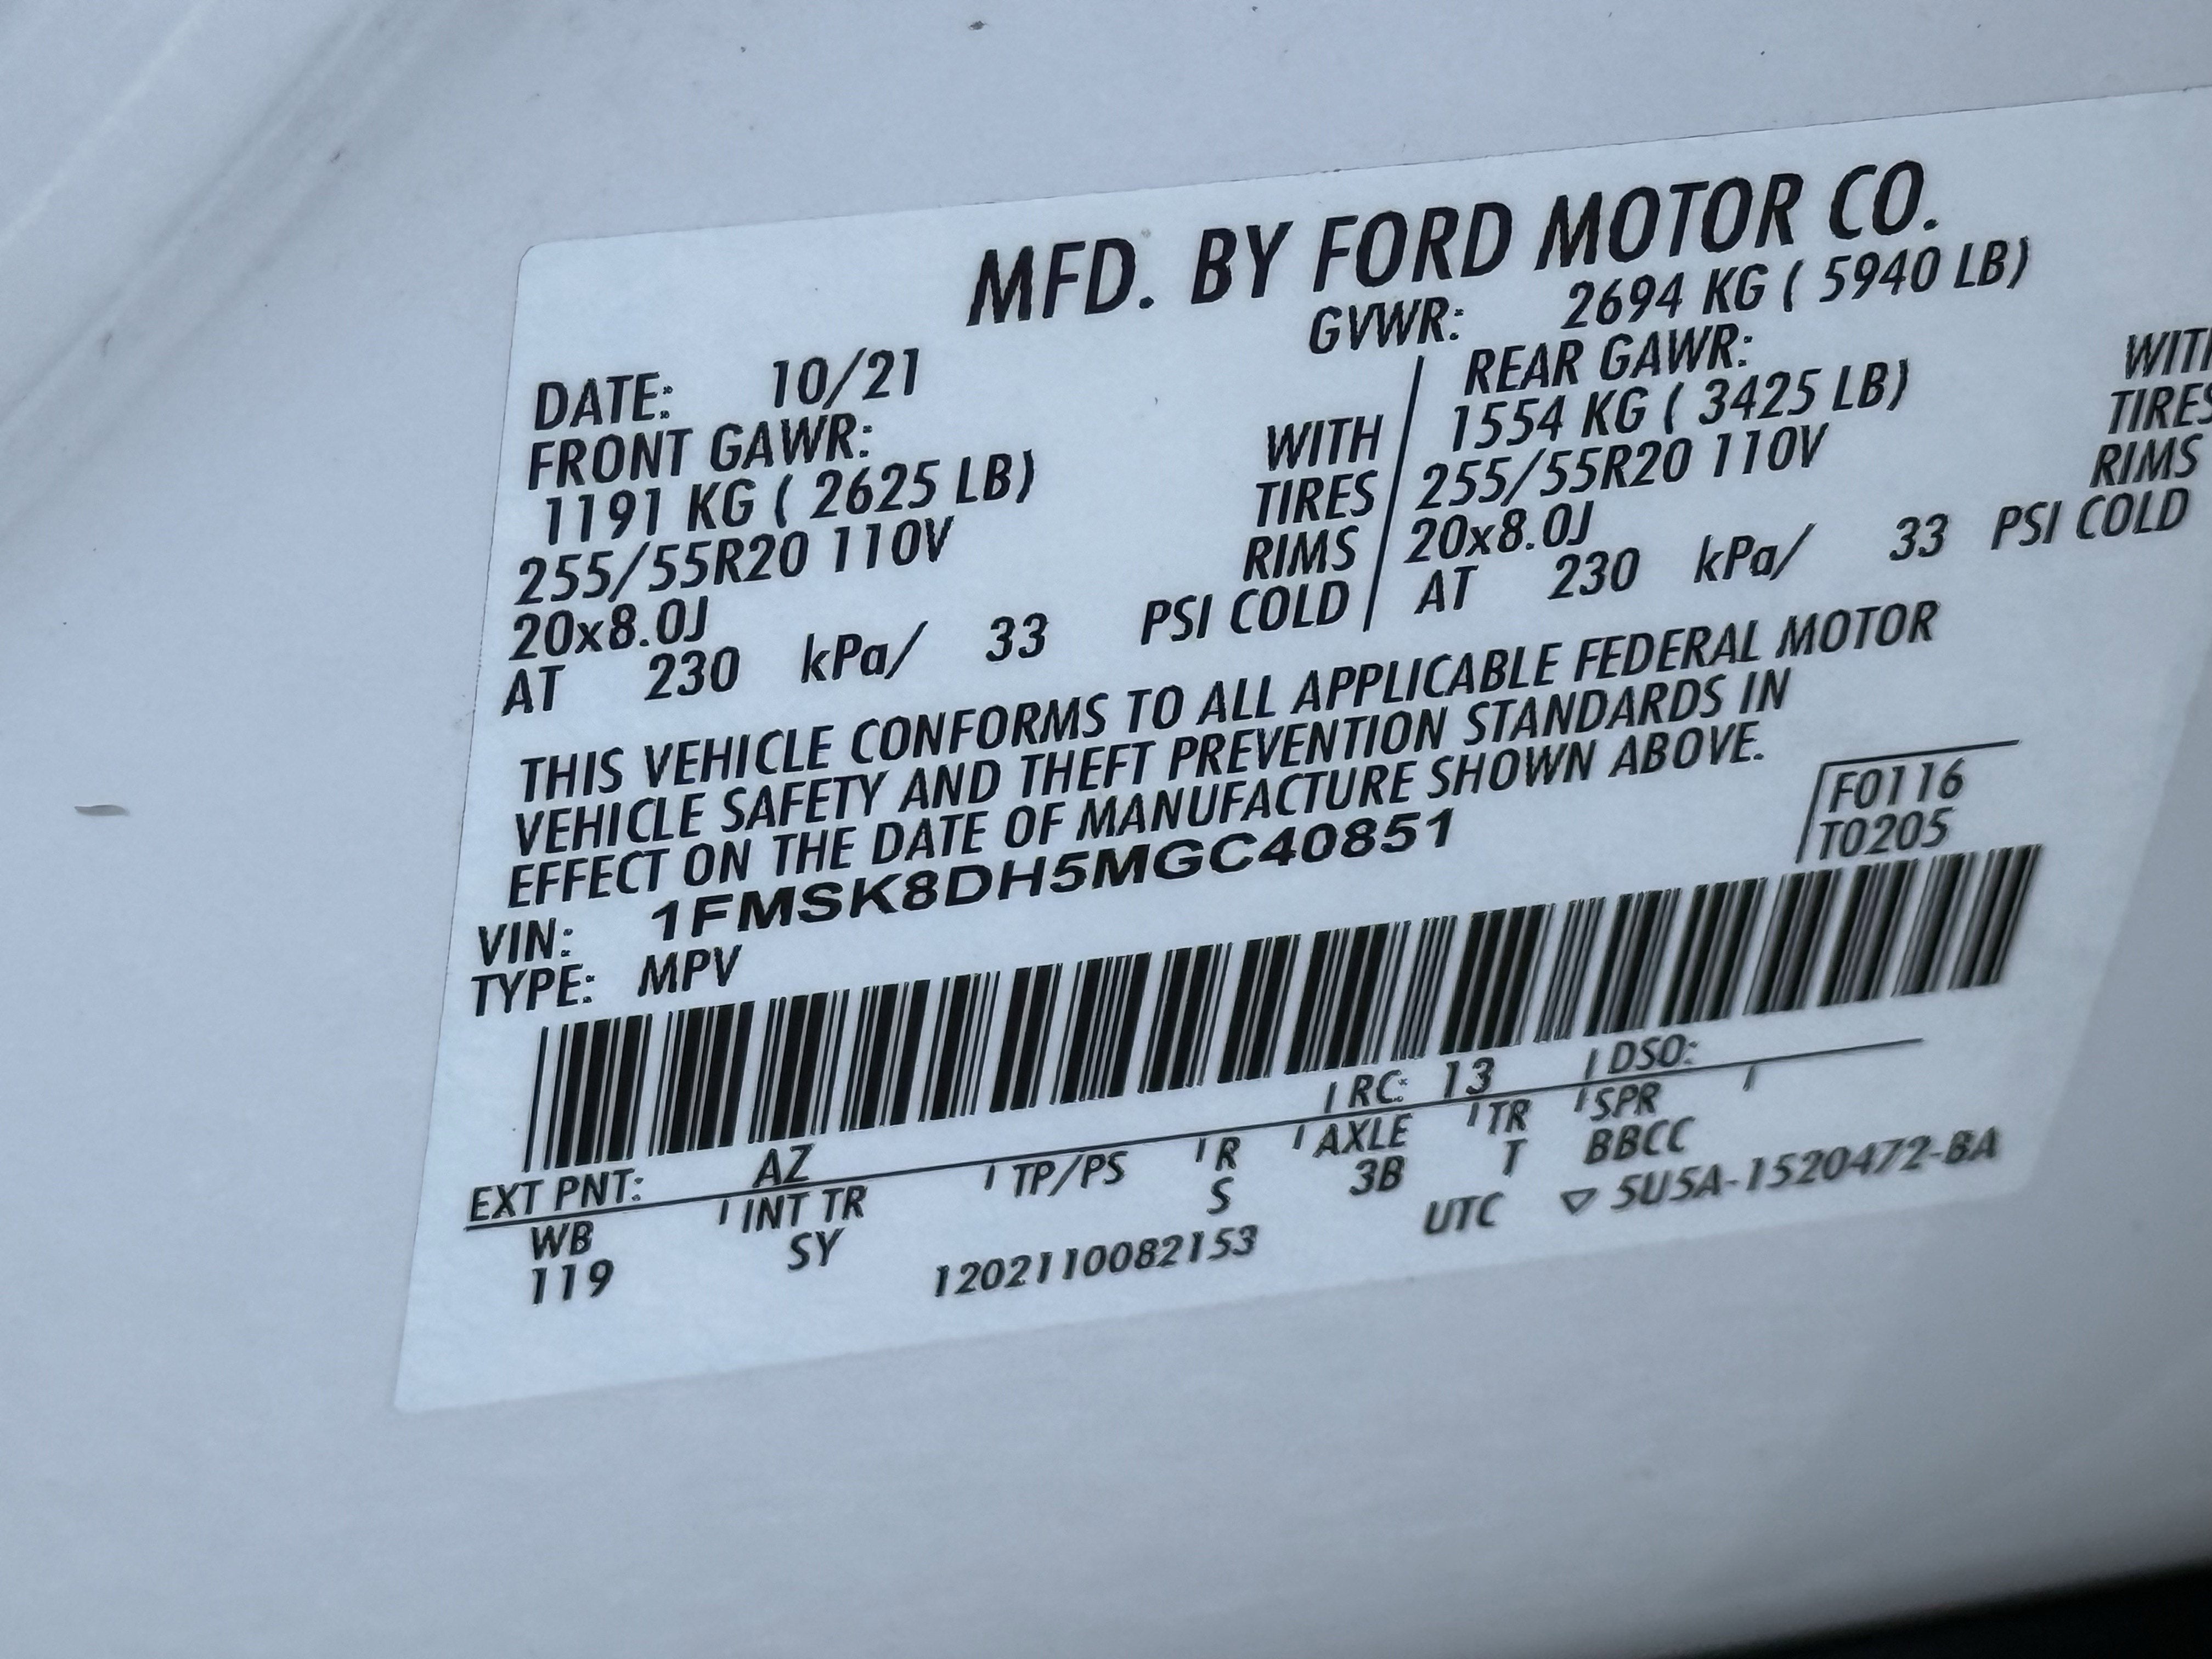 MFD. BY FORD MOTOR CO.
DATE: 10/21 GVWR: 2694 KG ( 5940 LB)
FRONT GAWR: REAR GAWR:
1191 KG ( 2625 LB) WITH 1554 KG ( 3425 LB) WITH
255/55R20 110V TIRES 255/55R20 110V TIRES
20x8.0J RIMS 20x8.0J RIMS
AT 230 kPa/ 33 PSI COLD AT 230 kPa/ 33 PSI COLD
THIS VEHICLE CONFORMS TO ALL APPLICABLE FEDERAL MOTOR
VEHICLE SAFETY AND THEFT PREVENTION STANDARDS IN
EFFECT ON THE DATE OF MANUFACTURE SHOWN ABOVE.
VIN: 1FMSK8DH5MGC40851 F0116
TYPE: MPV T0205
EXT PNT: AZ RC: 13 DSO:
WB INT TR TP/PS R AXLE TR SPR
119 SY S 3B T BBCC
1202110082153 UTC ▽ 5U5A-1520472-BA